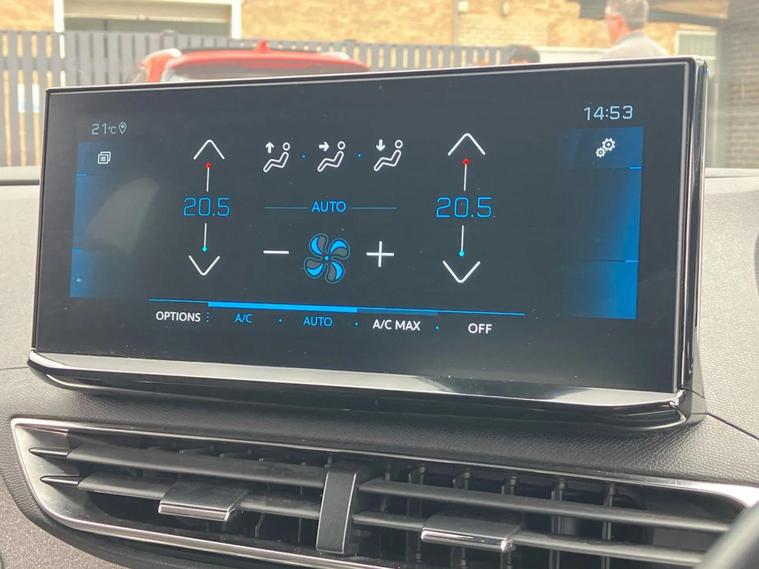 21°C 14:53
20.5 AUTO 20.5
OPTIONS A/C AUTO A/C MAX OFF